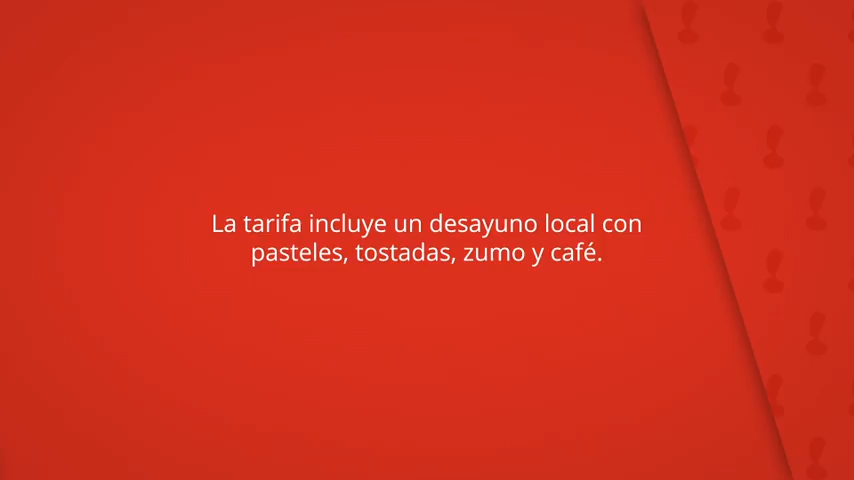 La tarifa incluye un desayuno local con
pasteles, tostadas, zumo y café.